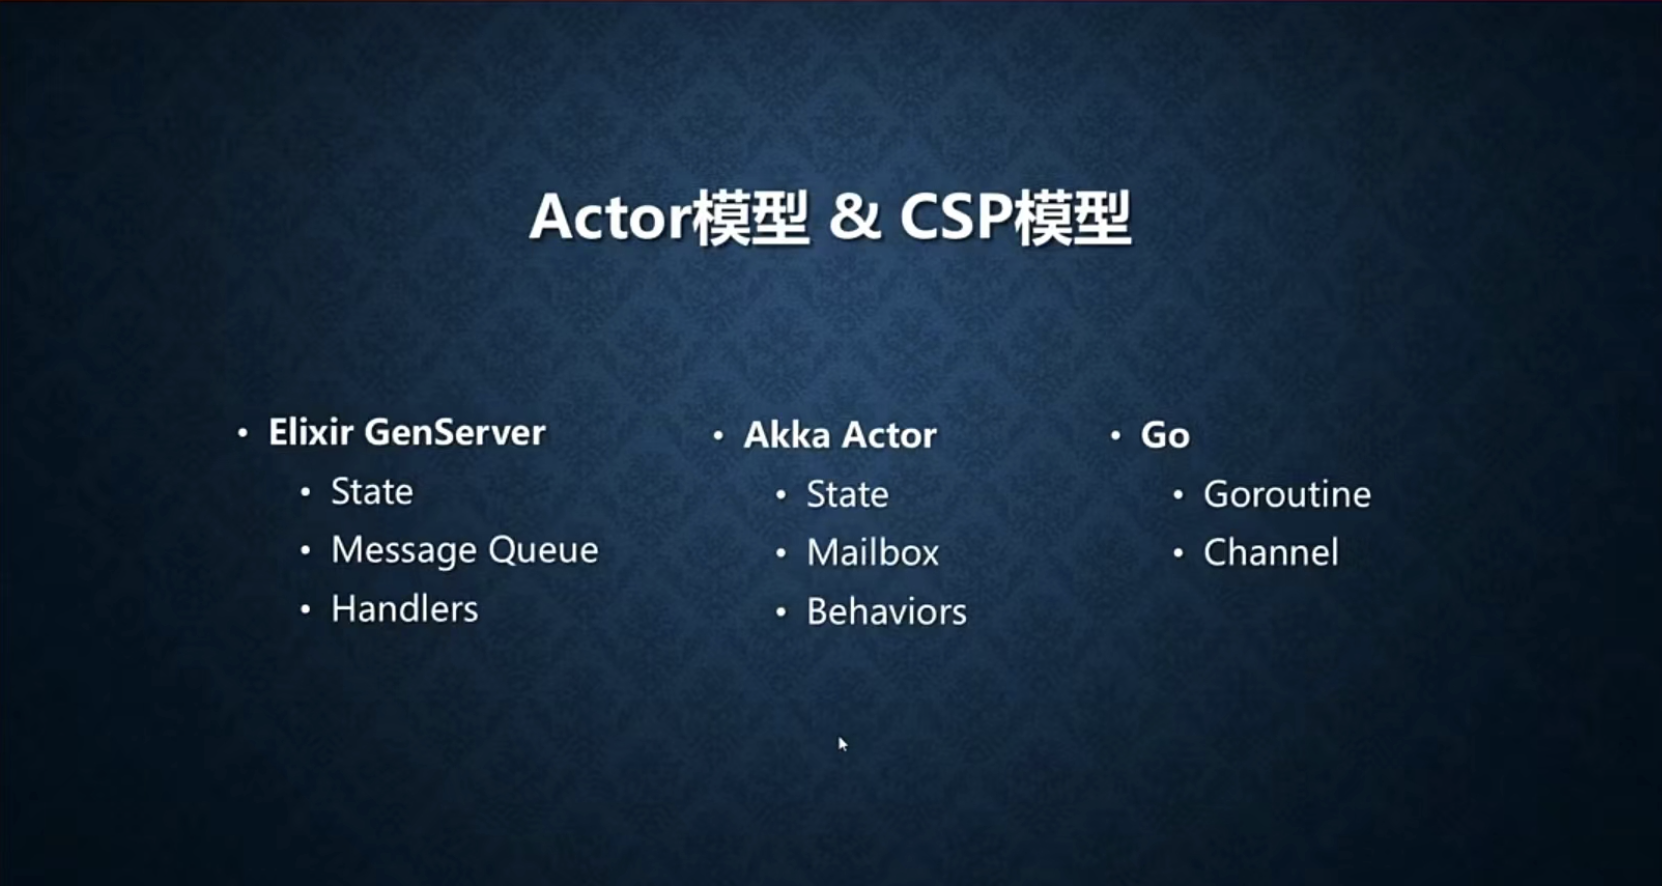 Actor模型 & CSP模型
• Elixir GenServer
• State
• Message Queue
• Handlers
• Akka Actor
• State
• Mailbox
• Behaviors
• Go
• Goroutine
• Channel